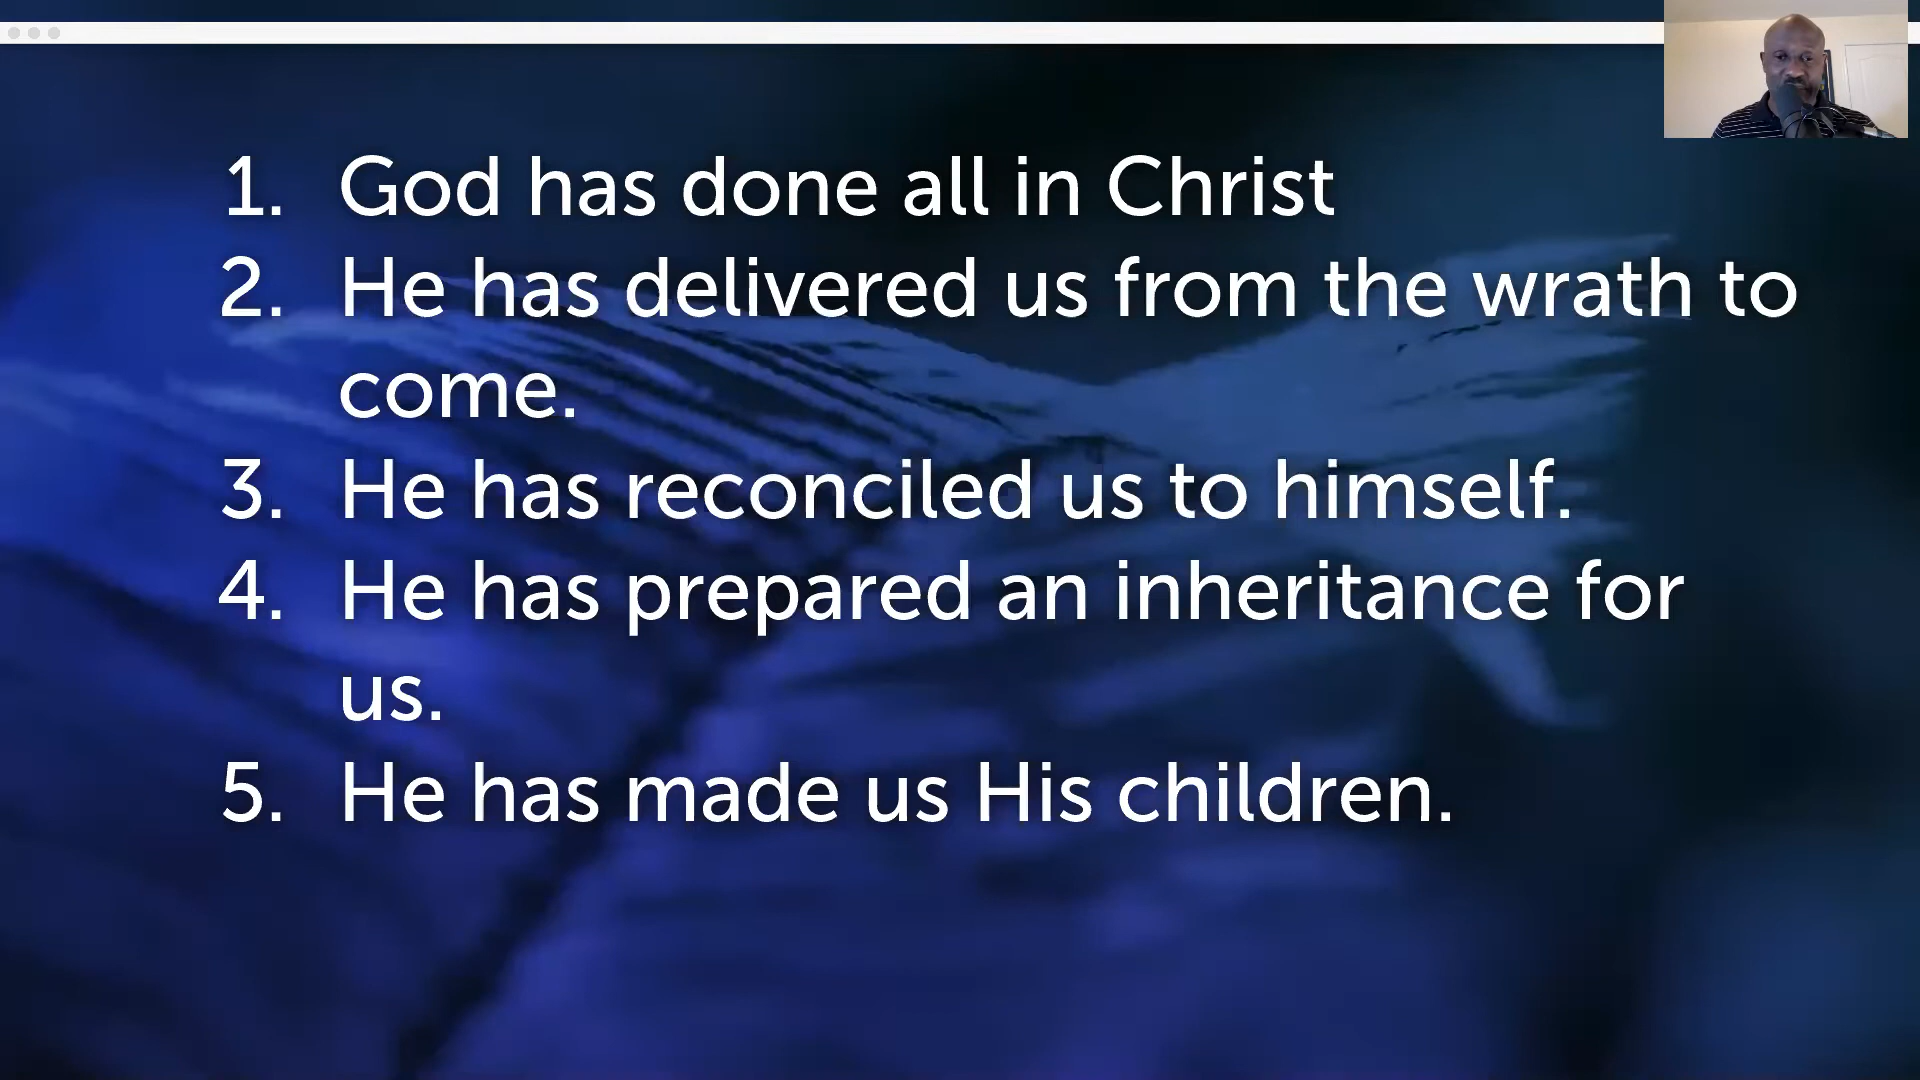 1. God has done all in Christ
2. He has delivered us from the wrath to
come.
3. He has reconciled us to himself.
4. He has prepared an inheritance for
us.
5. He has made us His children.